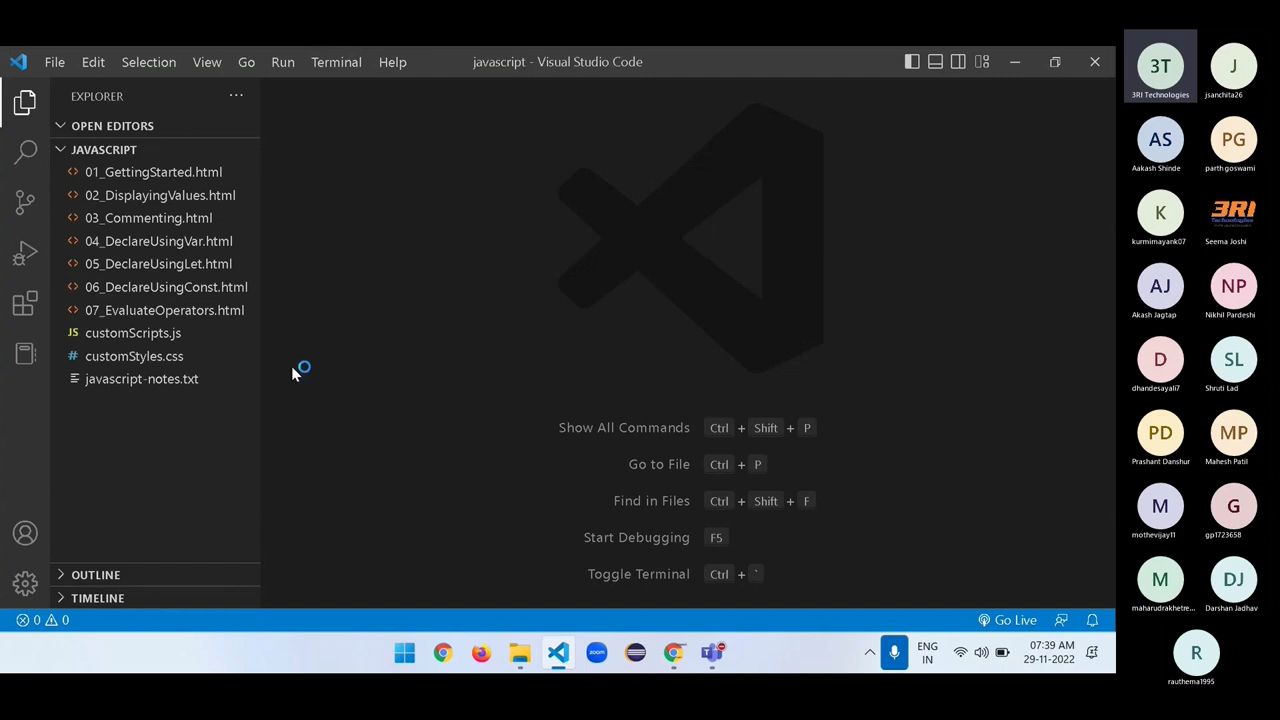 File Edit Selection View Go Run Terminal Help
javascript - Visual Studio Code
EXPLORER
OPEN EDITORS
JAVASCRIPT
01_GettingStarted.html
02_DisplayingValues.html
03_Commenting.html
04_DeclareUsingVar.html
05_DeclareUsingLet.html
06_DeclareUsingConst.html
07_EvaluateOperators.html
JS customScripts.js
# customStyles.css
javascript-notes.txt
OUTLINE
TIMELINE
Show All Commands Ctrl + Shift + P
Go to File Ctrl + P
Find in Files Ctrl + Shift + F
Start Debugging F5
Toggle Terminal Ctrl + `
0 0
Go Live
zoom
ENG
IN
07:39 AM
29-11-2022
3T
3RI Technologies
J
jsanchita26
AS
Aakash Shinde
PG
parth goswami
K
kurmimayank07
3RI
Technologies
Seema Joshi
AJ
Akash Jagtap
NP
Nikhil Pardeshi
D
dhandesayali7
SL
Shruti Lad
PD
Prashant Danshur
MP
Mahesh Patil
M
mothevijay11
G
gp1723658
M
maharudrakhetre...
DJ
Darshan Jadhav
R
rauthema1995